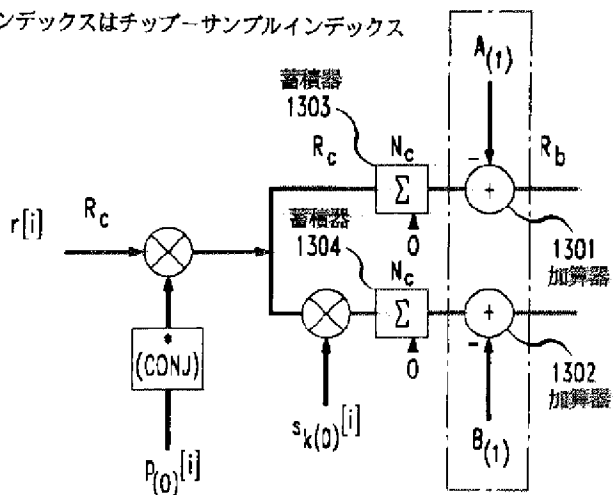 ンデックスはチップーサンプルインデックス
A(1)
蓄積器
1303
R_c
N_c
R_b
Σ
-
+
0
1301
加算器
r[i]
R_c
蓄積器
1304
N_c
Σ
+
-
0
1302
加算器
*
(CONJ)
s_k(0)[i]
B(1)
p(0)[i]